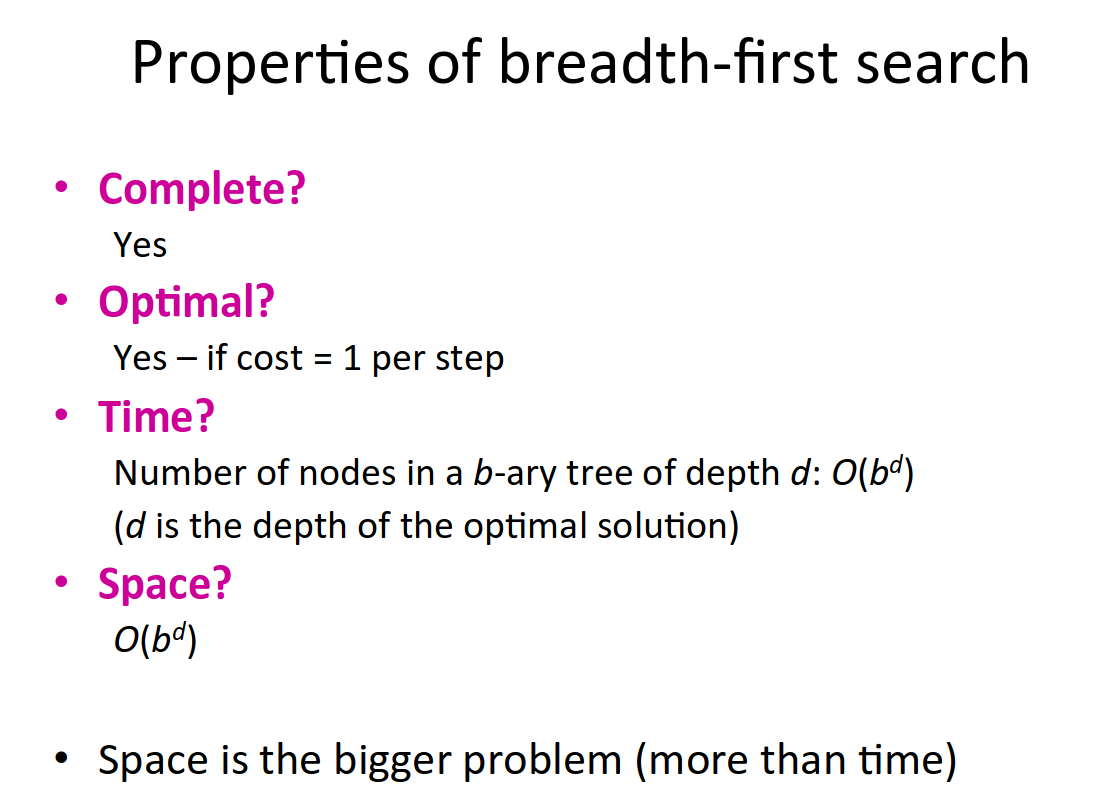 Properties of breadth-first search
• Complete?
Yes
• Optimal?
Yes – if cost = 1 per step
• Time?
Number of nodes in a b-ary tree of depth d: O(bᵈ)
(d is the depth of the optimal solution)
• Space?
O(bᵈ)
• Space is the bigger problem (more than time)